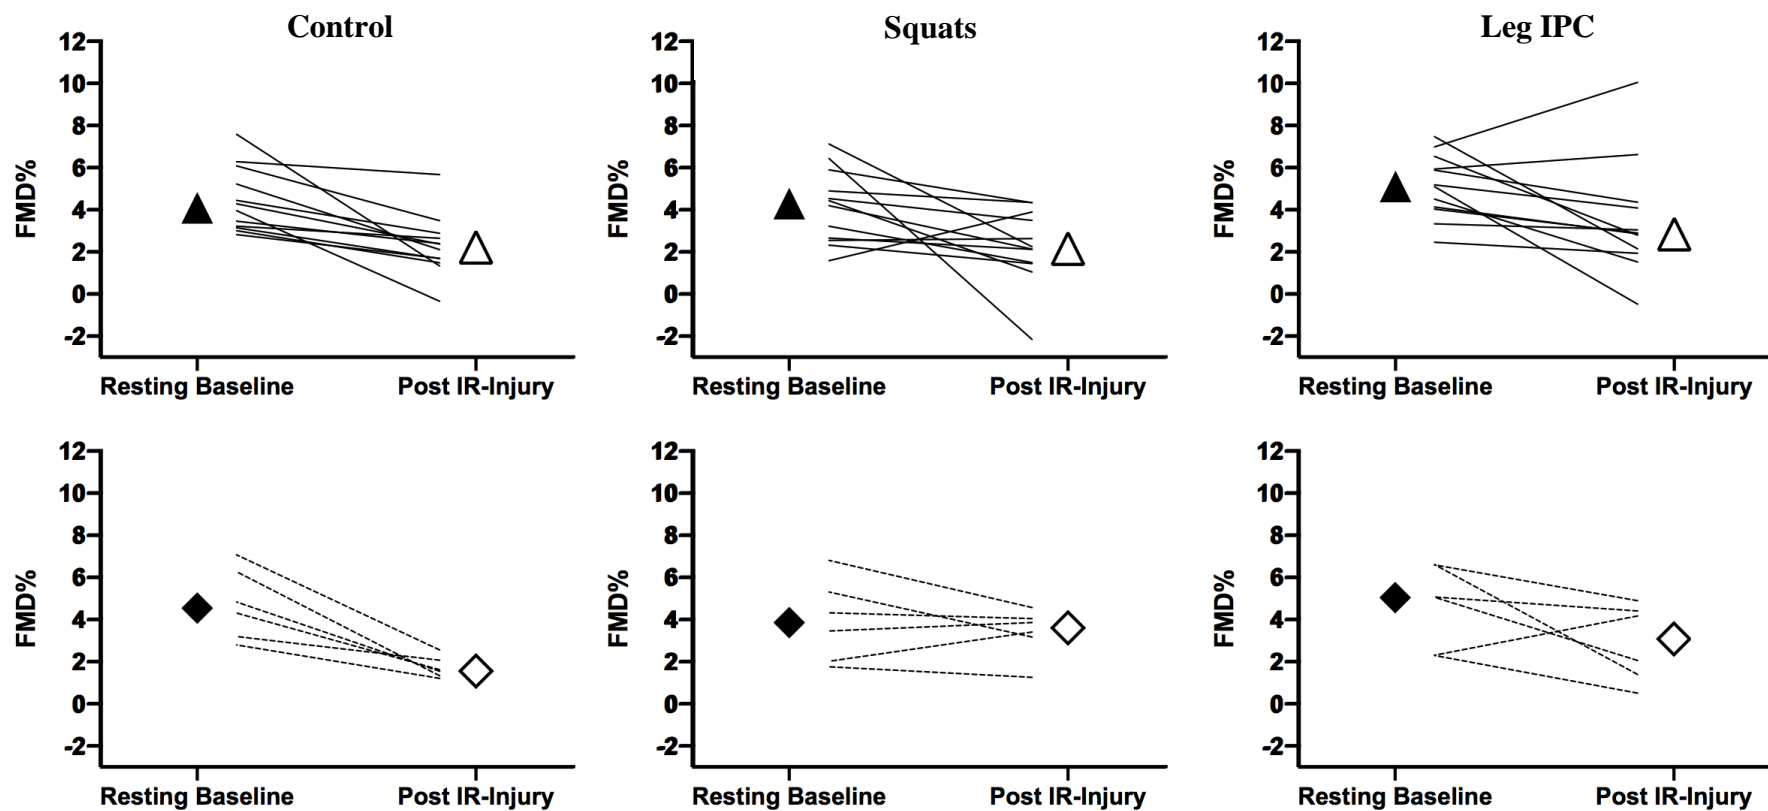 Control
Squats
Leg IPC
12
10
8
6
4
2
0
-2
FMD%
Resting Baseline
Post IR-Injury
12
10
8
6
4
2
0
-2
FMD%
Resting Baseline
Post IR-Injury
12
10
8
6
4
2
0
-2
FMD%
Resting Baseline
Post IR-Injury
12
10
8
6
4
2
0
-2
FMD%
Resting Baseline
Post IR-Injury
12
10
8
6
4
2
0
-2
FMD%
Resting Baseline
Post IR-Injury
12
10
8
6
4
2
0
-2
FMD%
Resting Baseline
Post IR-Injury